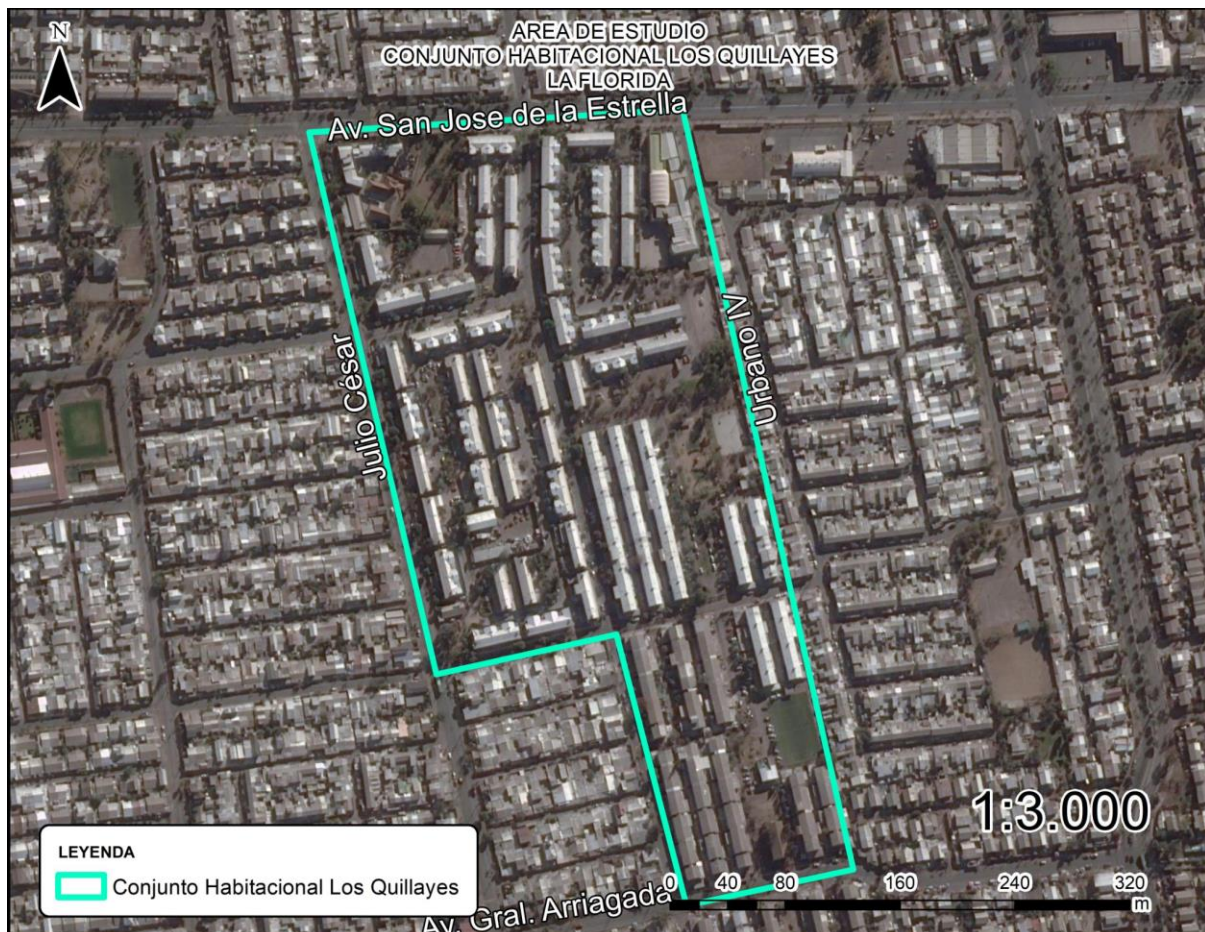 N
AREA DE ESTUDIO
CONJUNTO HABITACIONAL LOS QUILLAYES
LA FLORIDA
Av. San Jose de la Estrella
Julio César
Urbano IV
1:3.000
LEYENDA
Conjunto Habitacional Los Quillayes
Av. Gral. Arriagada
0 40 80 160 240 320
m